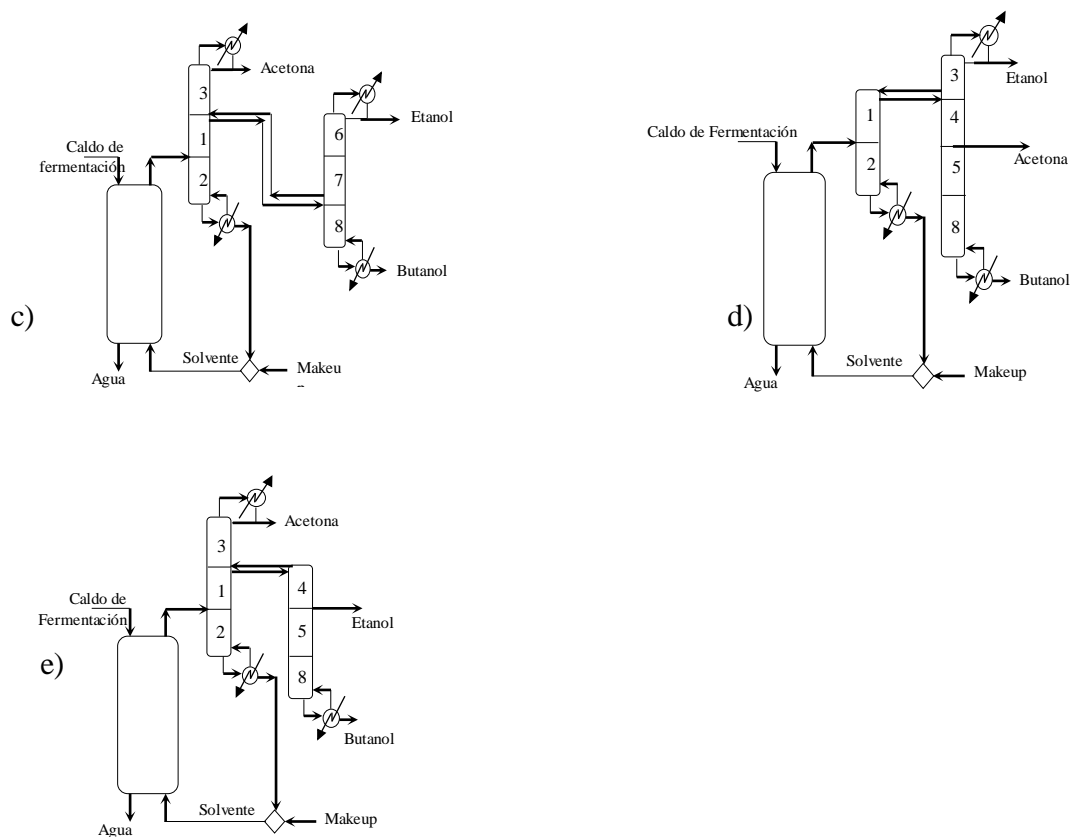 Acetona
3
1
2
Caldo de
fermentación
6
7
8
Etanol
Butanol
c)
Solvente
Makeu
Agua
3
4
5
8
Etanol
Caldo de Fermentación
1
2
Acetona
Butanol
d)
Solvente
Makeup
Agua
Acetona
3
1
2
Caldo de
Fermentación
4
5
8
Etanol
e)
Butanol
Solvente
Makeup
Agua